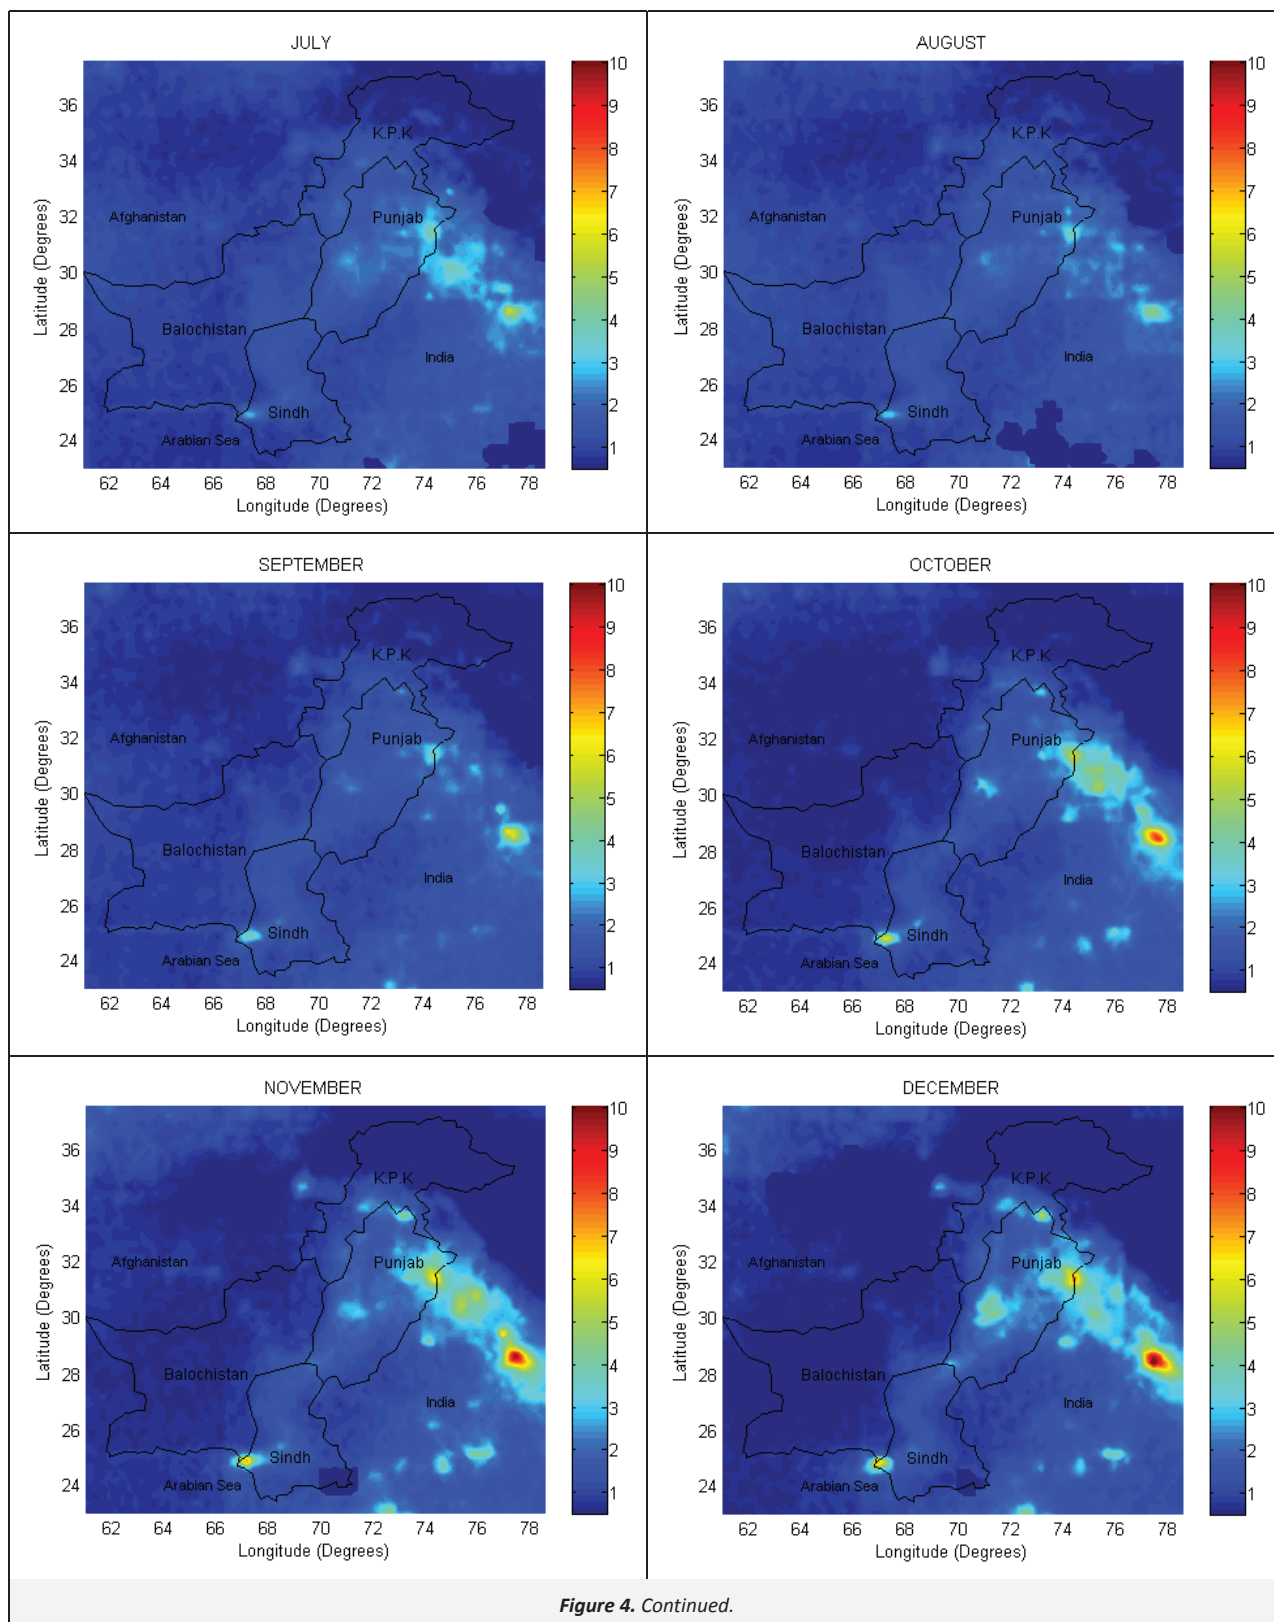 JULY
10
9
8
7
6
5
4
3
2
1
36
34
32
30
28
26
24
Latitude (Degrees)
K.P.K
Punjab
Afghanistan
Balochistan
India
Sindh
Arabian Sea
62 64 66 68 70 72 74 76 78
Longitude (Degrees)
AUGUST
10
9
8
7
6
5
4
3
2
1
36
34
32
30
28
26
24
Latitude (Degrees)
K.P.K
Punjab
Afghanistan
Balochistan
India
Sindh
Arabian Sea
62 64 66 68 70 72 74 76 78
Longitude (Degrees)
SEPTEMBER
10
9
8
7
6
5
4
3
2
1
36
34
32
30
28
26
24
Latitude (Degrees)
K.P.K
Punjab
Afghanistan
Balochistan
India
Sindh
Arabian Sea
62 64 66 68 70 72 74 76 78
Longitude (Degrees)
OCTOBER
10
9
8
7
6
5
4
3
2
1
36
34
32
30
28
26
24
Latitude (Degrees)
K.P.K
Punjab
Afghanistan
Balochistan
India
Sindh
Arabian Sea
62 64 66 68 70 72 74 76 78
Longitude (Degrees)
NOVEMBER
10
9
8
7
6
5
4
3
2
1
36
34
32
30
28
26
24
Latitude (Degrees)
K.P.K
Punjab
Afghanistan
Balochistan
India
Sindh
Arabian Sea
62 64 66 68 70 72 74 76 78
Longitude (Degrees)
DECEMBER
10
9
8
7
6
5
4
3
2
1
36
34
32
30
28
26
24
Latitude (Degrees)
K.P.K
Punjab
Afghanistan
Balochistan
India
Sindh
Arabian Sea
62 64 66 68 70 72 74 76 78
Longitude (Degrees)
Figure 4. Continued.